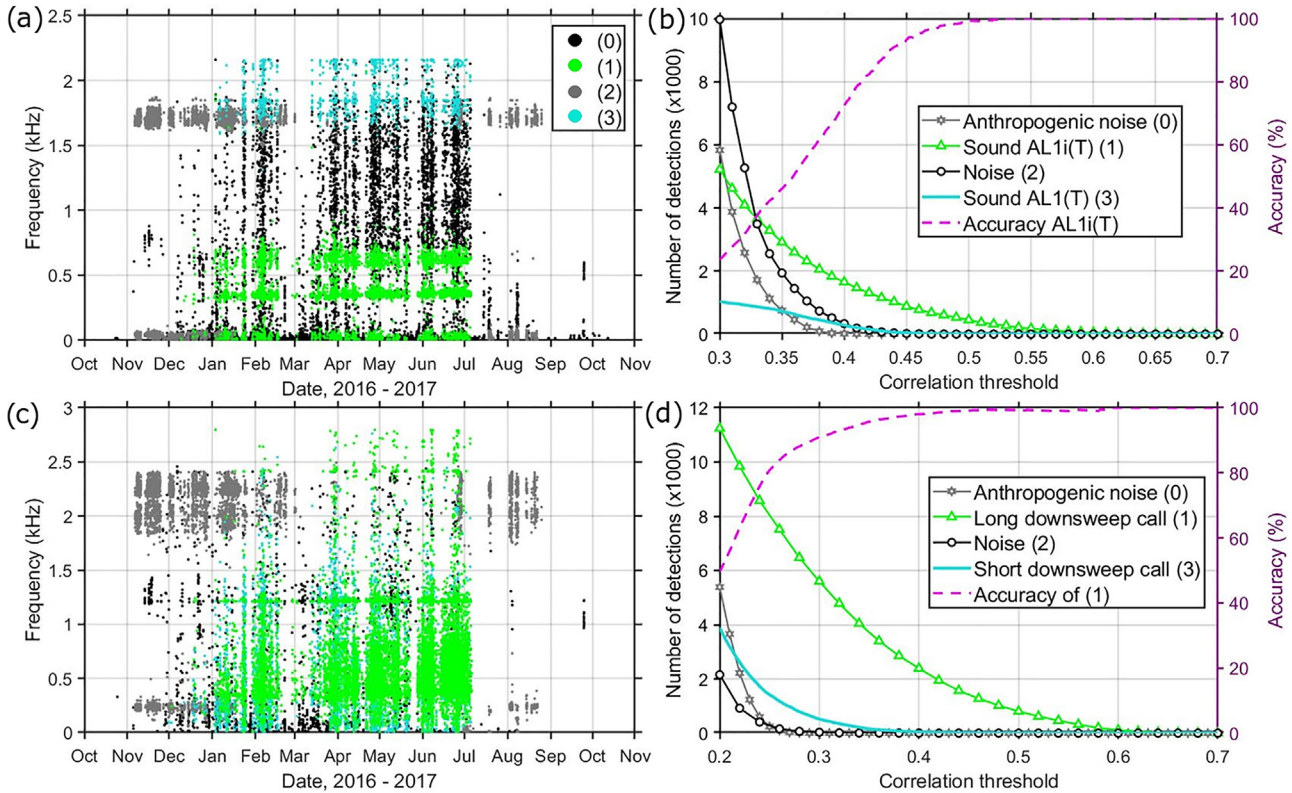 (a)
2.5
2
1.5
1
0.5
0
Frequency (kHz)
(0)
(1)
(2)
(3)
Oct Nov Dec Jan Feb Mar Apr May Jun Jul Aug Sep Oct Nov
Date, 2016 - 2017
(b)
10
8
6
4
2
0
Number of detections (x1000)
Anthropogenic noise (0)
Sound AL1i(T) (1)
Noise (2)
Sound AL1(T) (3)
Accuracy AL1i(T)
100
80
60
40
20
0
Accuracy (%)
0.3 0.35 0.4 0.45 0.5 0.55 0.6 0.65 0.7
Correlation threshold
(c)
3
2.5
2
1.5
1
0.5
0
Frequency (kHz)
Oct Nov Dec Jan Feb Mar Apr May Jun Jul Aug Sep Oct Nov
Date, 2016 - 2017
(d)
12
10
8
6
4
2
0
Number of detections (x1000)
Anthropogenic noise (0)
Long downsweep call (1)
Noise (2)
Short downsweep call (3)
Accuracy of (1)
100
80
60
40
20
0
Accuracy (%)
0.2 0.3 0.4 0.5 0.6 0.7
Correlation threshold